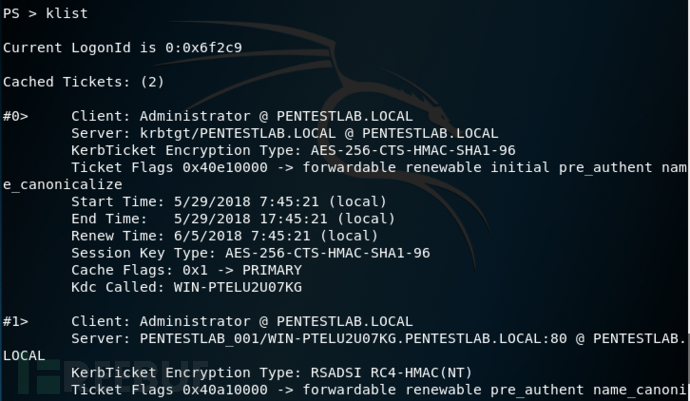 PS > klist
Current LogonId is 0:0x6f2c9
Cached Tickets: (2)
#0> Client: Administrator @ PENTESTLAB.LOCAL
Server: krbtgt/PENTESTLAB.LOCAL @ PENTESTLAB.LOCAL
KerbTicket Encryption Type: AES-256-CTS-HMAC-SHA1-96
Ticket Flags 0x40e10000 -> forwardable renewable initial pre_authent nam
e_canonicalize
Start Time: 5/29/2018 7:45:21 (local)
End Time: 5/29/2018 17:45:21 (local)
Renew Time: 6/5/2018 7:45:21 (local)
Session Key Type: AES-256-CTS-HMAC-SHA1-96
Cache Flags: 0x1 -> PRIMARY
Kdc Called: WIN-PTELU2U07KG
#1> Client: Administrator @ PENTESTLAB.LOCAL
Server: PENTESTLAB_001/WIN-PTELU2U07KG.PENTESTLAB.LOCAL:80 @ PENTESTLAB.
LOCAL
KerbTicket Encryption Type: RSADSI RC4-HMAC(NT)
Ticket Flags 0x40a10000 -> forwardable renewable pre_authent name_canoni